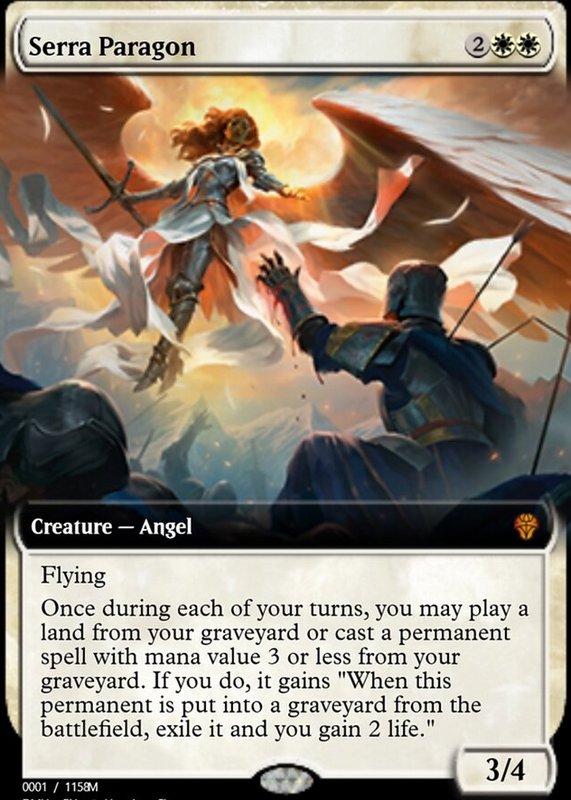 Serra Paragon 2
Creature — Angel
Flying
Once during each of your turns, you may play a
land from your graveyard or cast a permanent
spell with mana value 3 or less from your
graveyard. If you do, it gains "When this
permanent is put into a graveyard from the
battlefield, exile it and you gain 2 life."
3/4
0001 / 1158M